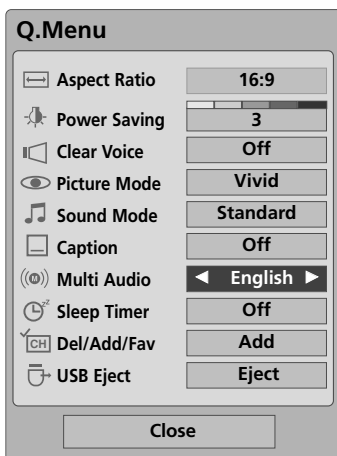 Q.Menu
Aspect Ratio 16:9
Power Saving 3
Clear Voice Off
Picture Mode Vivid
Sound Mode Standard
Caption Off
Multi Audio ◄ English ►
Sleep Timer Off
CH Del/Add/Fav Add
USB Eject Eject
Close